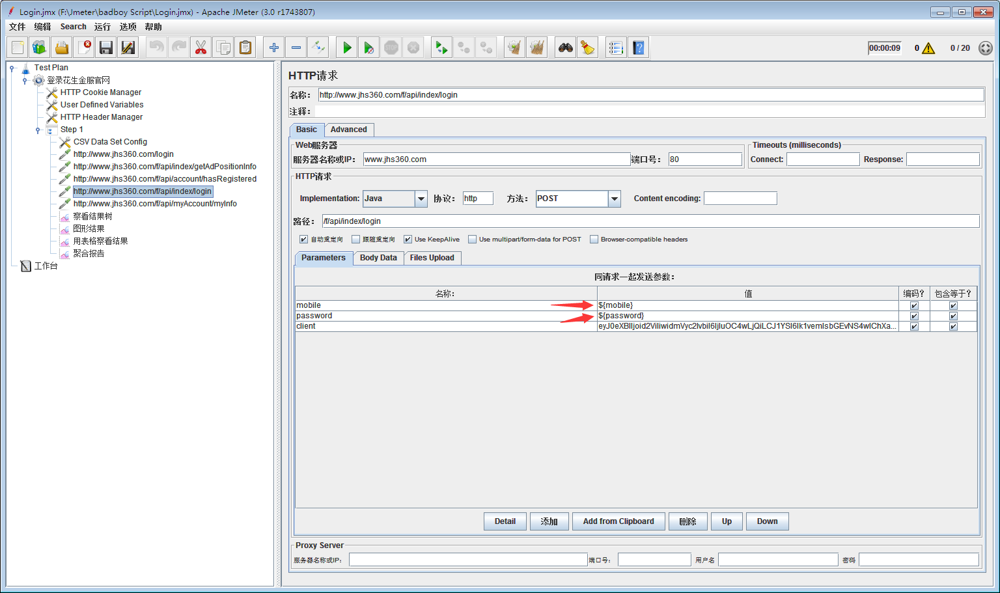 Login.jmx (F:\Jmeter\badboy Script\Login.jmx) - Apache JMeter (3.0 r1743807)
文件 编辑 Search 运行 选项 帮助
00:00:09 0 0 / 20
Test Plan
登录花生金服官网
HTTP Cookie Manager
User Defined Variables
HTTP Header Manager
Step 1
CSV Data Set Config
http://www.jhs360.com/login
http://www.jhs360.com/f/api/index/getAdPositionInfo
http://www.jhs360.com/f/api/account/hasRegistered
http://www.jhs360.com/f/api/index/login
http://www.jhs360.com/f/api/myAccount/myInfo
察看结果树
图形结果
用表格察看结果
聚合报告
工作台
HTTP请求
名称： http://www.jhs360.com/f/api/index/login
注释：
Basic Advanced
Web服务器
服务器名称或IP： www.jhs360.com 端口号： 80
Timeouts (milliseconds)
Connect: Response:
HTTP请求
Implementation: Java 协议： http 方法： POST Content encoding:
路径： /f/api/index/login
自动重定向 跟随重定向 Use KeepAlive Use multipart/form-data for POST Browser-compatible headers
Parameters Body Data Files Upload
同请求一起发送参数：
名称： 值 编码？ 包含等于？
mobile ${mobile}
password ${password}
client
Detail 添加 Add from Clipboard 删除 Up Down
Proxy Server
服务器名称或IP： 端口号： 用户名 密码